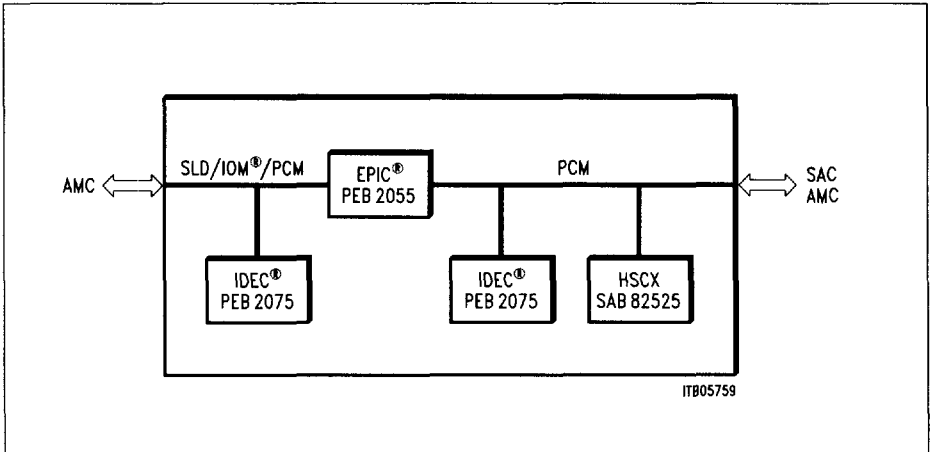 SLD/IOM®/PCM
EPIC®
PEB 2055
PCM
AMC
SAC
AMC
IDEC®
PEB 2075
IDEC®
PEB 2075
HSCX
SAB 82525
ITB05759